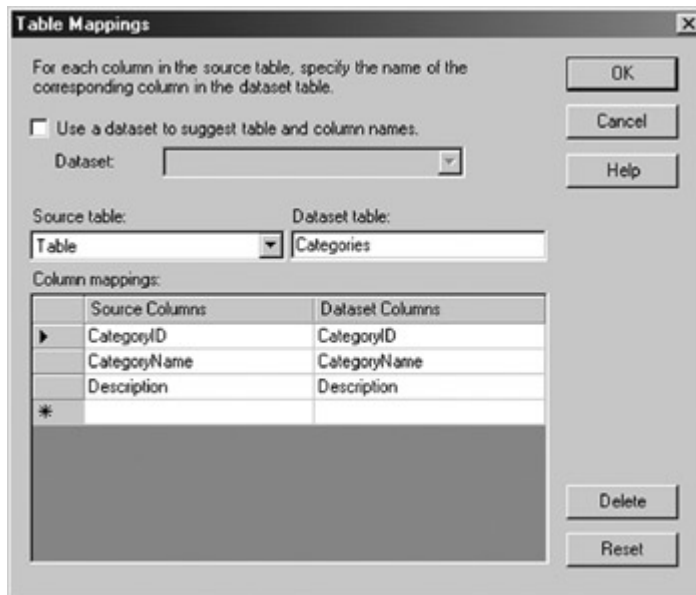 Table Mappings
For each column in the source table, specify the name of the
corresponding column in the dataset table.
Use a dataset to suggest table and column names.
Dataset:
OK
Cancel
Help
Source table:
Dataset table:
Table
Categories
Column mappings:
Source Columns Dataset Columns
CategoryID CategoryID
CategoryName CategoryName
Description Description
Delete
Reset